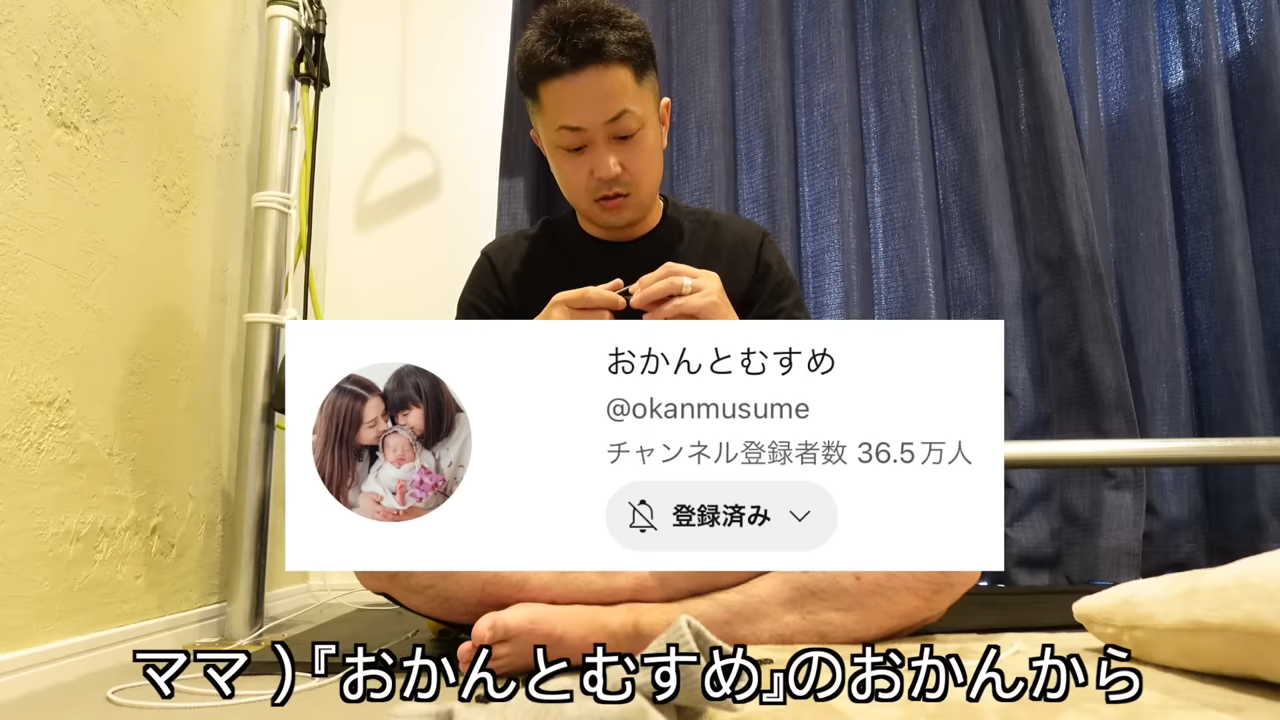 おかんとむすめ
@okanmusume
チャンネル登録者数 36.5万人
登録済み
ママ)『おかんとむすめ』のおかんから